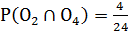 P(O₂ ∩ O₄) = 4/24